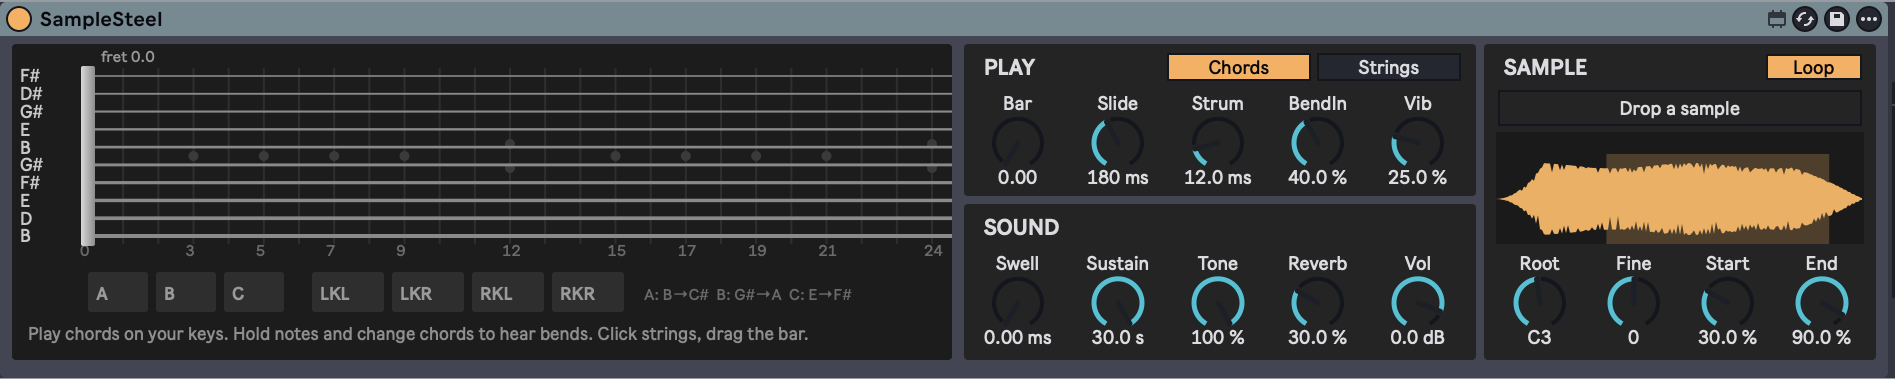 SampleSteel
fret 0.0
F#
D#
G#
E
B
G#
F#
E
D
B
0 3 5 7 9 12 15 17 19 21 24
A B C LKL LKR RKL RKR A: B→C# B: G#→A C: E→F#
Play chords on your keys. Hold notes and change chords to hear bends. Click strings, drag the bar.
PLAY Chords Strings
Bar Slide Strum BendIn Vib
0.00 180 ms 12.0 ms 40.0 % 25.0 %
SOUND
Swell Sustain Tone Reverb Vol
0.00 ms 30.0 s 100 % 30.0 % 0.0 dB
SAMPLE Loop
Drop a sample
Root Fine Start End
C3 0 30.0 % 90.0 %